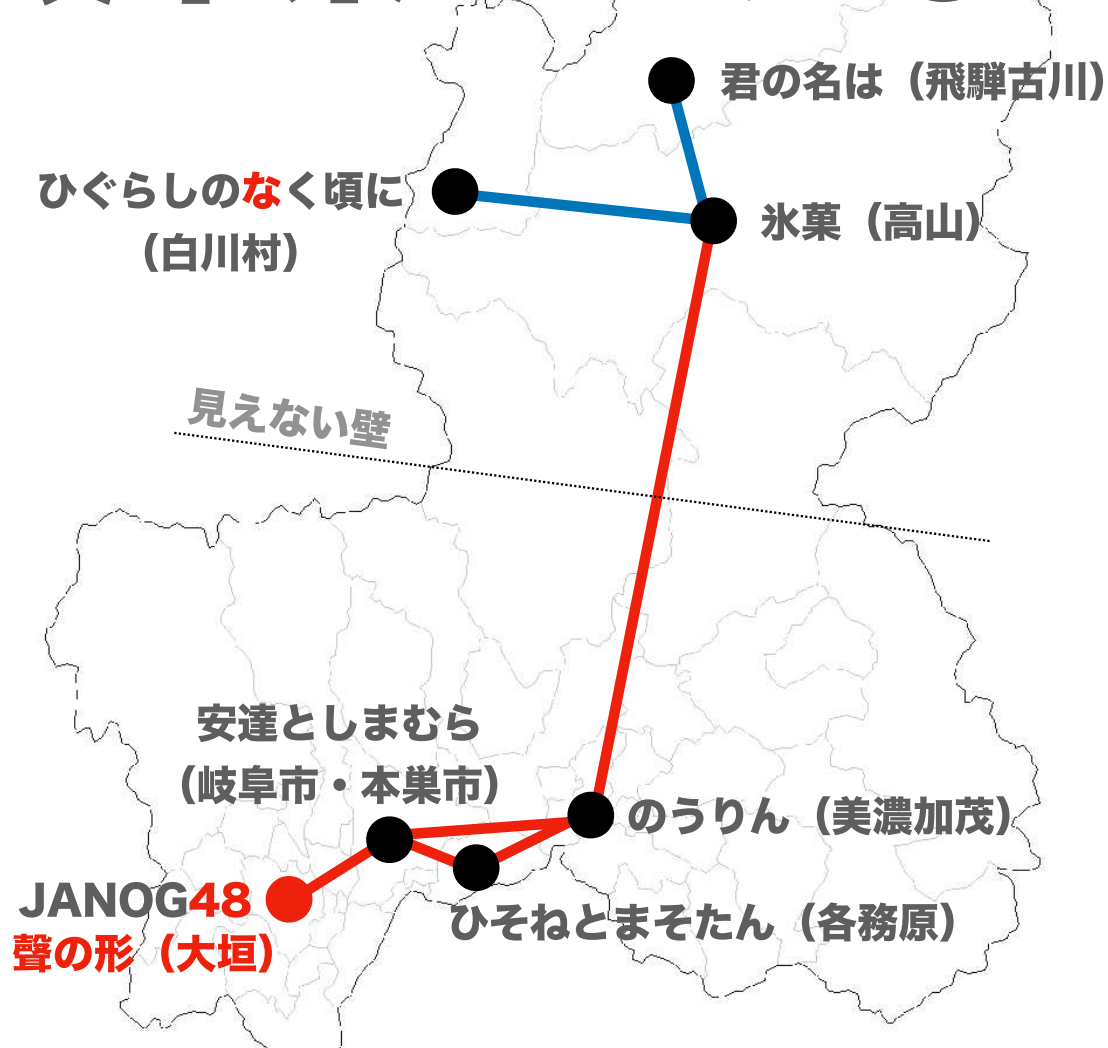 君の名は（飛騨古川）
ひぐらしのなく頃に
（白川村）
氷菓（高山）
見えない壁
安達としまむら
（岐阜市・本巣市）
のうりん（美濃加茂）
JANOG48
聲の形（大垣）
ひそねとまそたん（各務原）